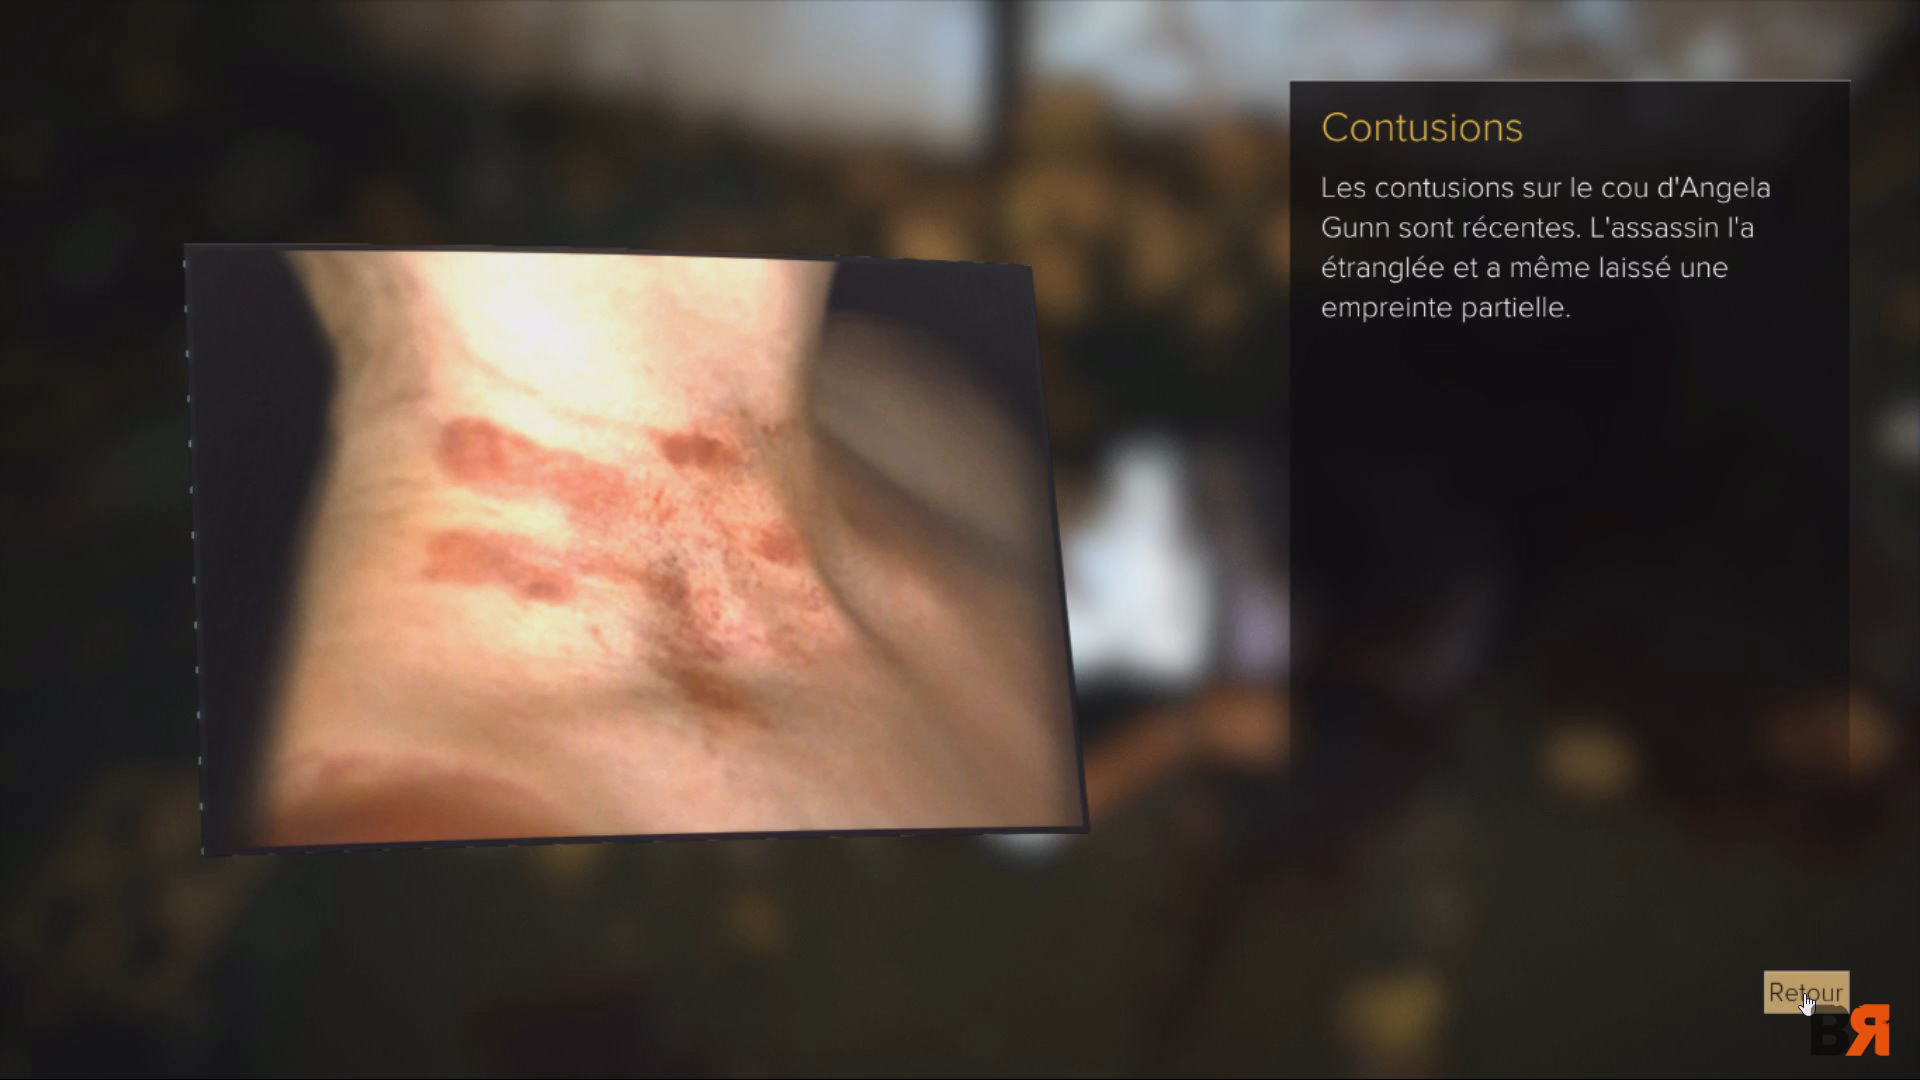 Contusions
Les contusions sur le cou d'Angela
Gunn sont récentes. L'assassin l'a
étranglée et a même laissé une
empreinte partielle.
Retour
BЯ